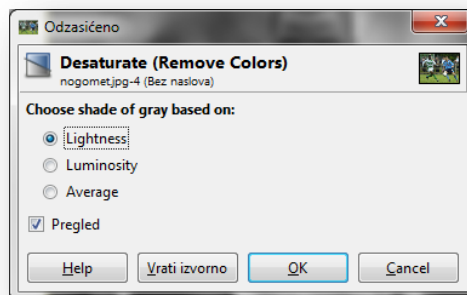 Odzasićeno
Desaturate (Remove Colors)
nogomet.jpg-4 (Bez naslova)
Choose shade of gray based on:
Lightness
Luminosity
Average
Pregled
Help Vrati izvorno OK Cancel